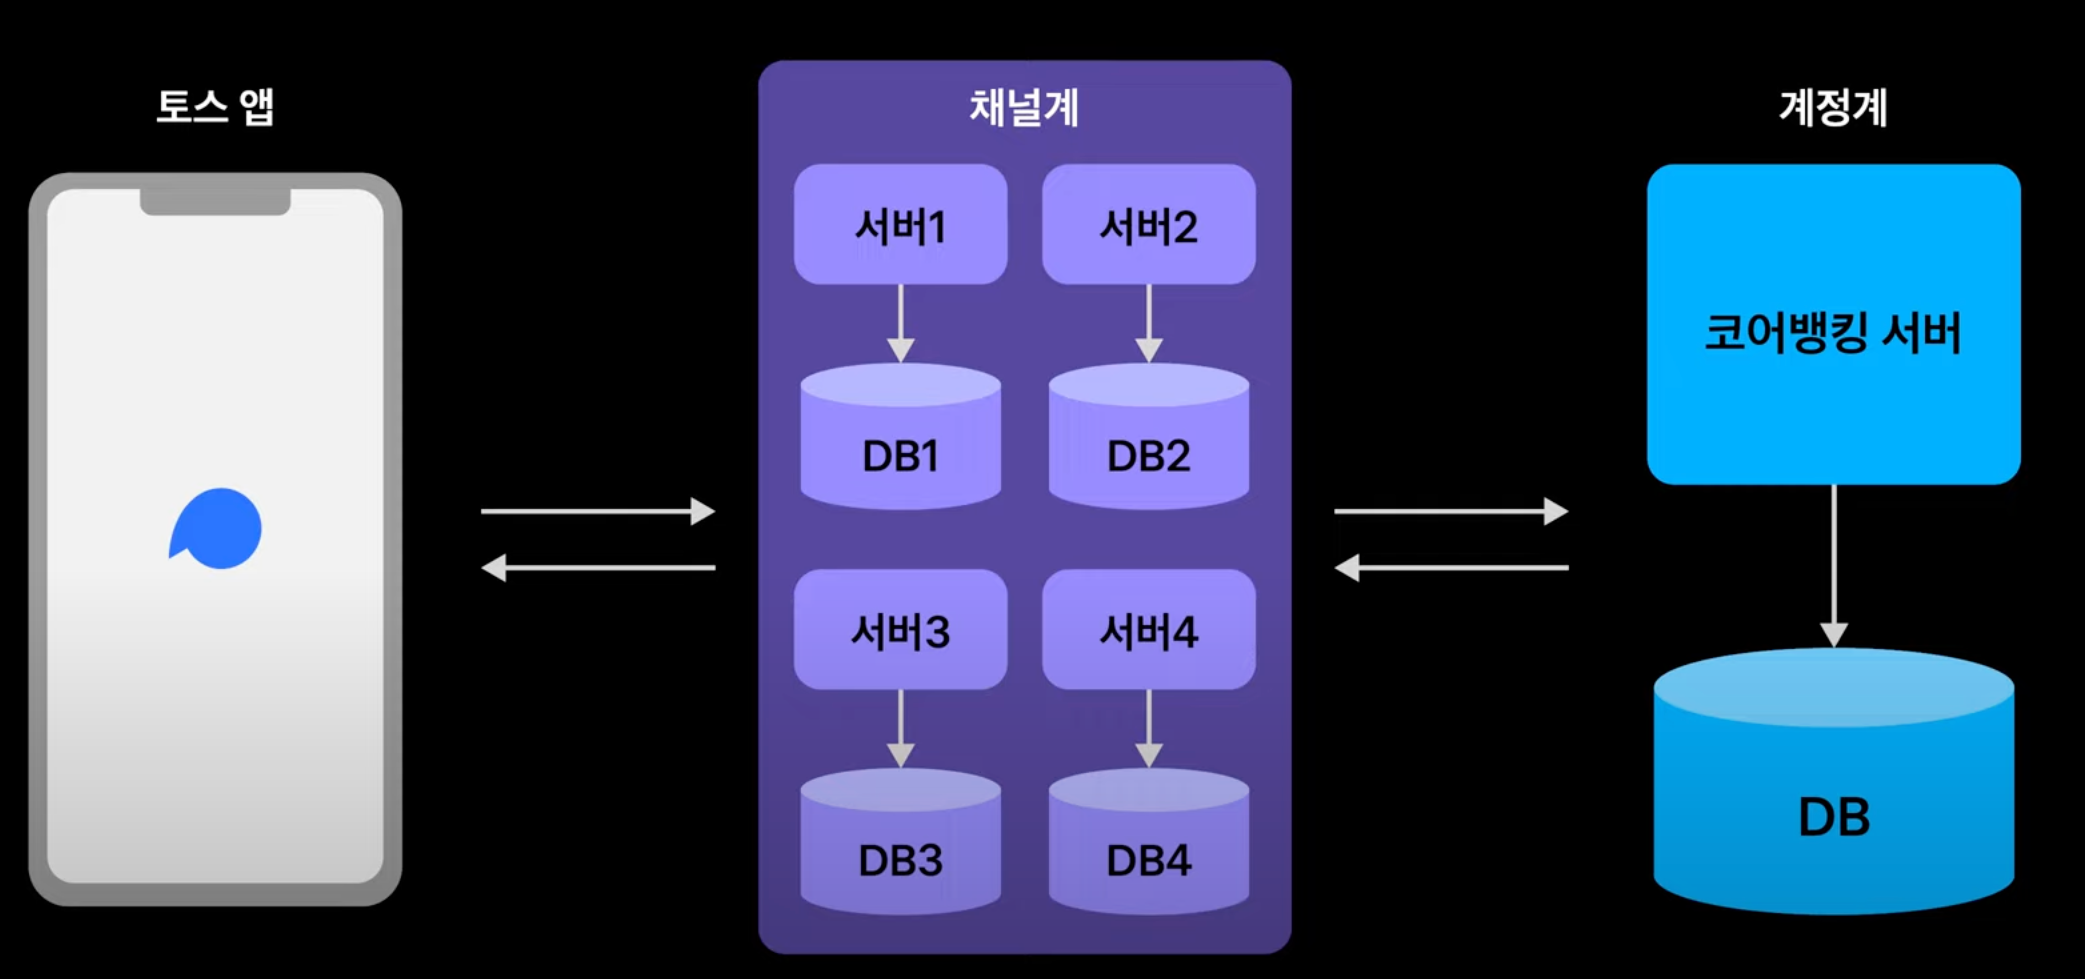 토스 앱
채널계
서버1
서버2
DB1
DB2
서버3
서버4
DB3
DB4
계정계
코어뱅킹 서버
DB